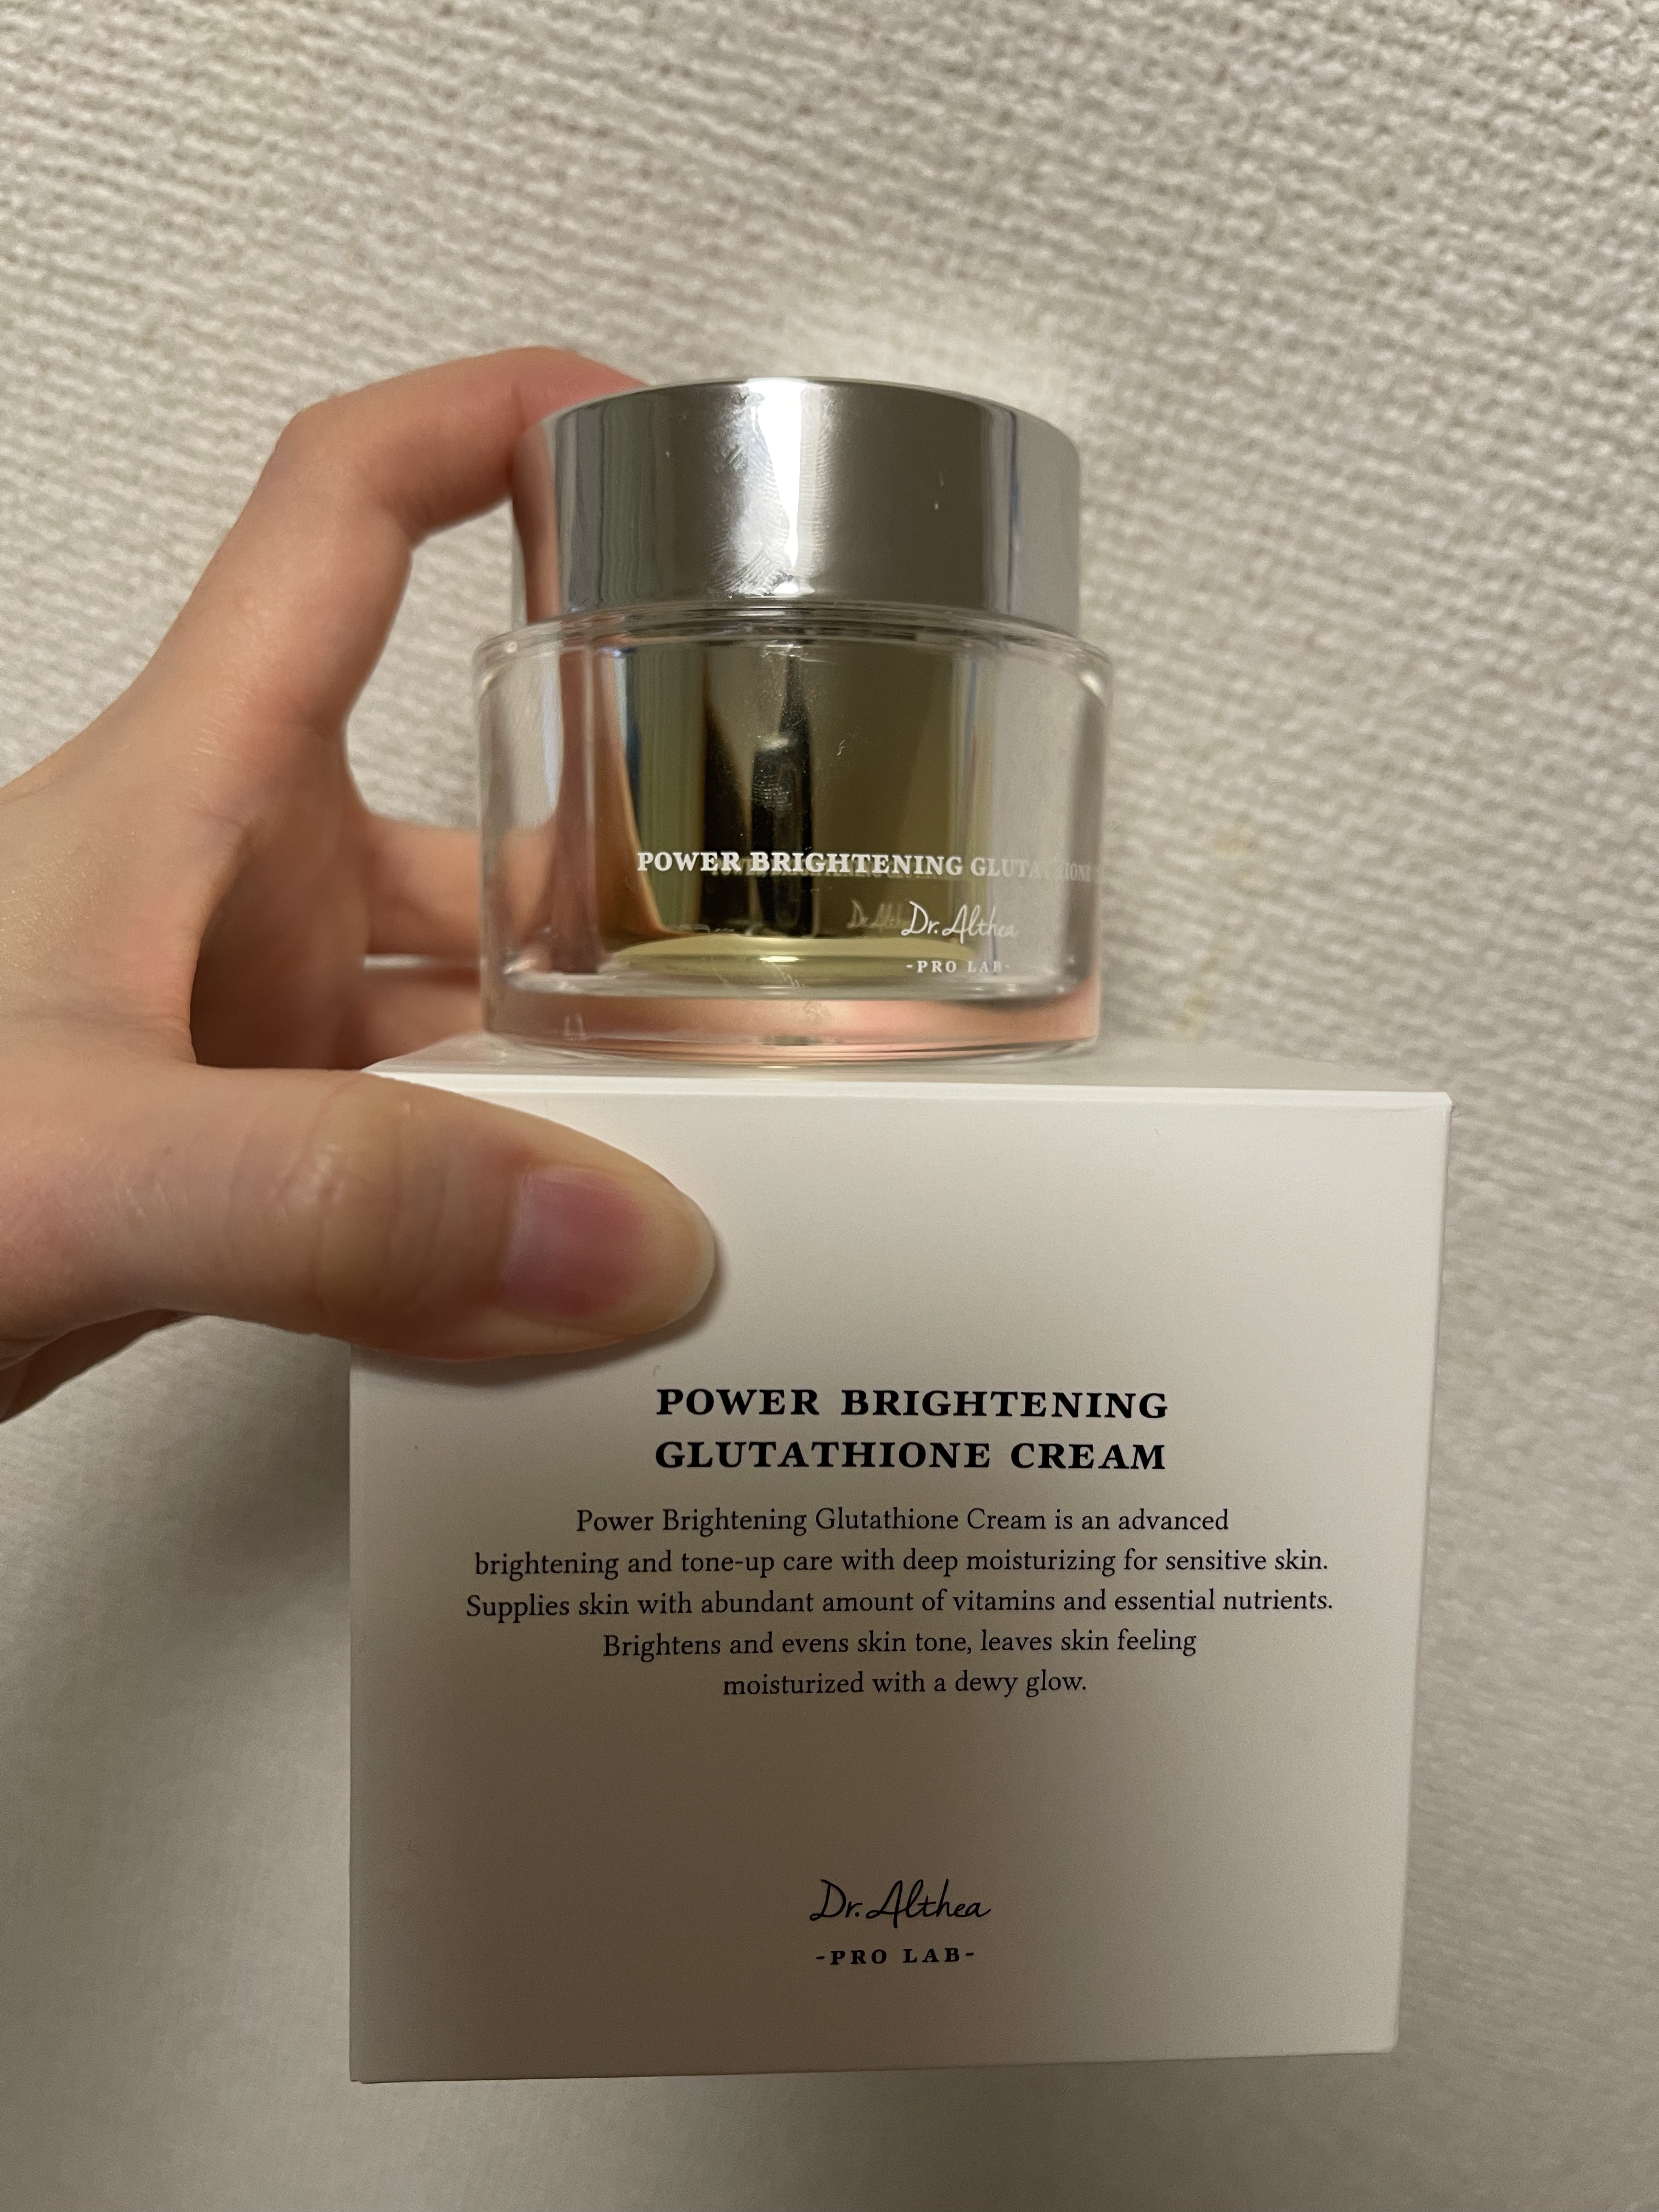 POWER BRIGHTENING GLUTATHIONE
Dr. Althea
-PRO LAB-
POWER BRIGHTENING
GLUTATHIONE CREAM
Power Brightening Glutathione Cream is an advanced
brightening and tone-up care with deep moisturizing for sensitive skin.
Supplies skin with abundant amount of vitamins and essential nutrients.
Brightens and evens skin tone, leaves skin feeling
moisturized with a dewy glow.
Dr. Althea
-PRO LAB-